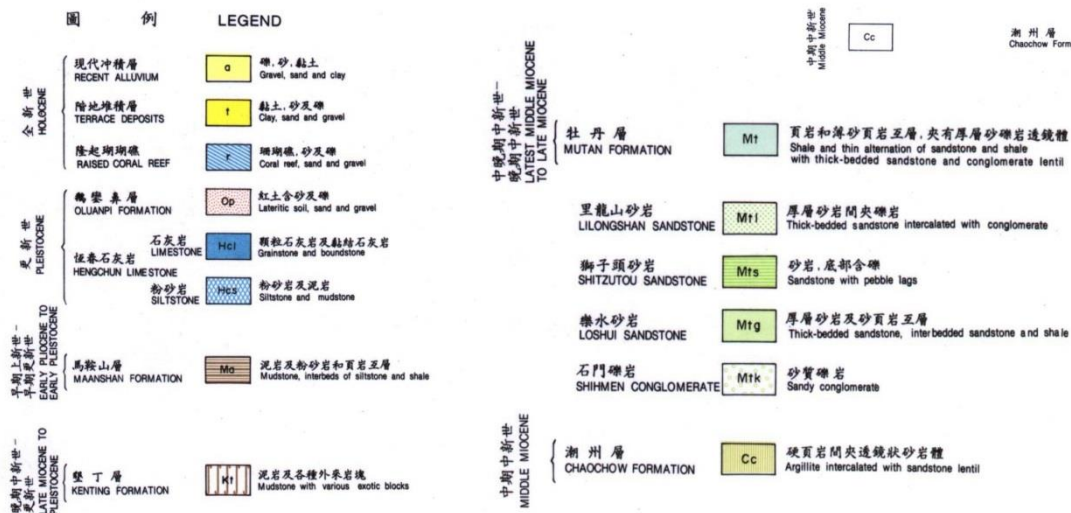 圖 例 LEGEND
全新世
HOLOCENE
現代冲積層
RECENT ALLUVIUM
a
礫,砂,黏土
Gravel, sand and clay
階地堆積層
TERRACE DEPOSITS
t
黏土,砂及礫
Clay, sand and gravel
隆起珊瑚礁
RAISED CORAL REEF
r
珊瑚礁,砂及礫
Coral reef, sand and gravel
更新世
PLEISTOCENE
鵝鑾鼻層
OLUANPI FORMATION
Op
紅土含砂及礫
Lateritic soil, sand and gravel
恆春石灰岩
HENGCHUN LIMESTONE
石灰岩
LIMESTONE
Hcl
顆粒石灰岩及黏結石灰岩
Grainstone and boundstone
粉砂岩
SILTSTONE
Hcs
粉砂岩及泥岩
Siltstone and mudstone
早期上新世-
早期更新世
EARLY PLIOCENE TO
EARLY PLEISTOCENE
馬鞍山層
MAANSHAN FORMATION
Ma
泥岩及粉砂岩和頁岩互層
Mudstone, interbeds of siltstone and shale
晚期中新世-
更新世
LATE MIOCENE TO
PLEISTOCENE
墾丁層
KENTING FORMATION
Kt
泥岩及各種外來岩塊
Mudstone with various exotic blocks
中期中新世
Middle Miocene
Cc
潮州層
Chaochow Form
中晚期中新世-
晚期中新世
LATEST MIDDLE MIOCENE
TO LATE MIOCENE
牡丹層
MUTAN FORMATION
Mt
頁岩和薄砂頁岩互層,夾有厚層砂礫岩透鏡體
Shale and thin alternation of sandstone and shale
with thick-bedded sandstone and conglomerate lentil
里龍山砂岩
LILONGSHAN SANDSTONE
Mtl
厚層砂岩間夾礫岩
Thick-bedded sandstone intercalated with conglomerate
獅子頭砂岩
SHITZUTOU SANDSTONE
Mts
砂岩,底部含礫
Sandstone with pebble lags
樂水砂岩
LOSHUI SANDSTONE
Mtg
厚層砂岩及砂頁岩互層
Thick-bedded sandstone, interbedded sandstone and shale
石門礫岩
SHIHMEN CONGLOMERATE
Mtk
砂質礫岩
Sandy conglomerate
中期中新世
MIDDLE MIOCENE
潮州層
CHAOCHOW FORMATION
Cc
硬頁岩間夾透鏡狀砂岩體
Argillite intercalated with sandstone lentil